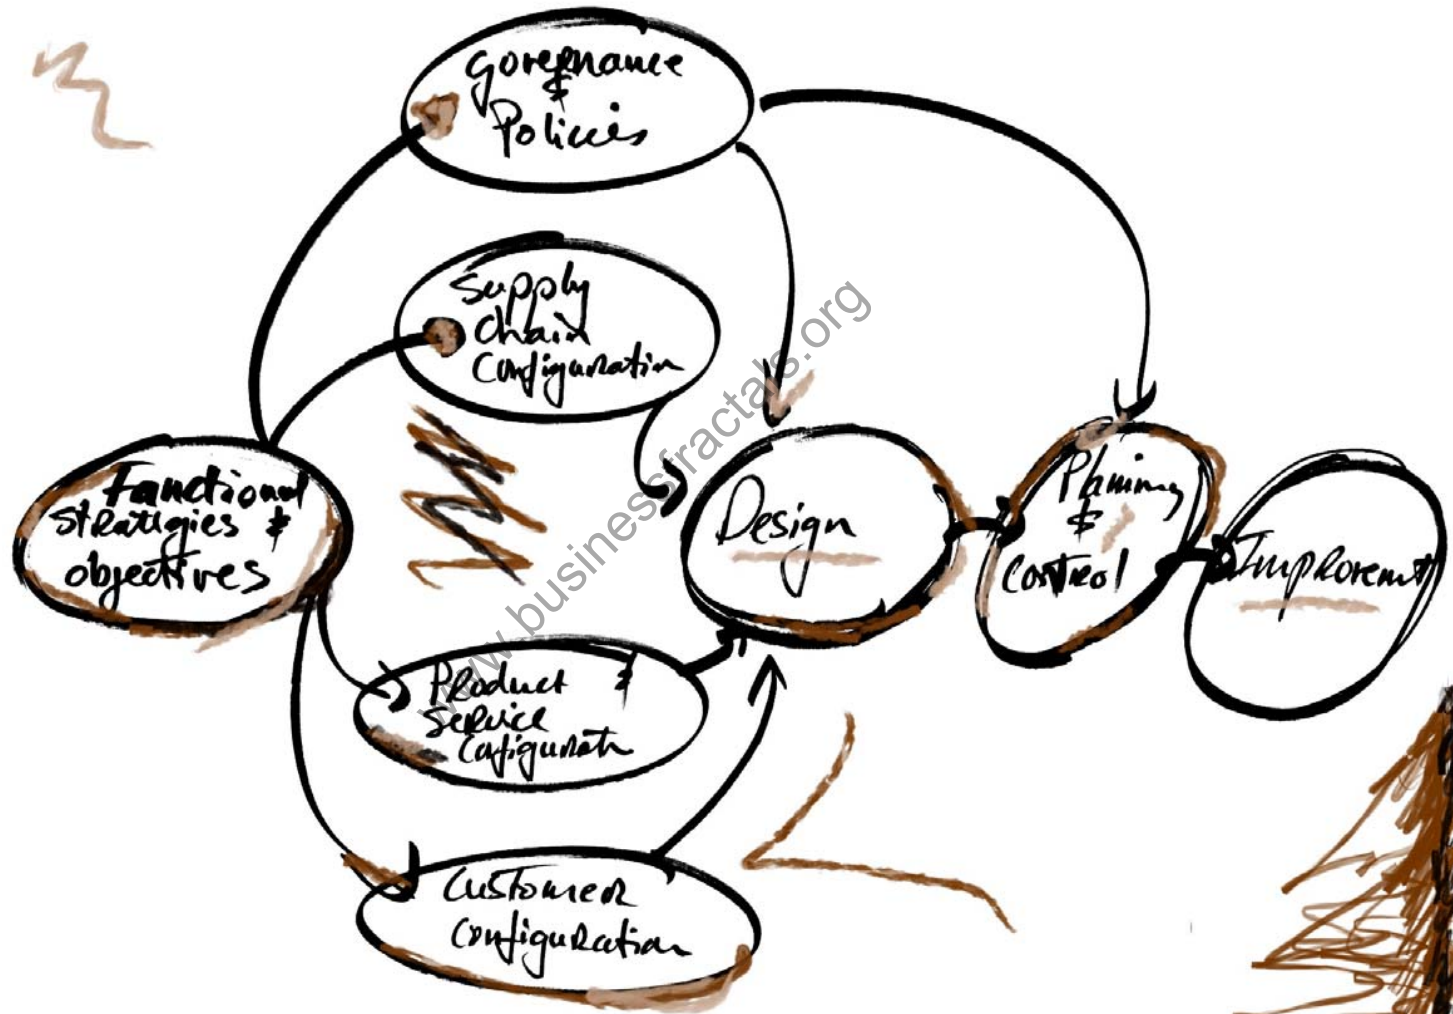 Governance
&
Policies
Supply
Chain
Configuration
Functional
Strategies &
objectives
Design
Planning
&
Control
Improvement
Product &
Service
Cofiguratn
Customer
Configuration
www.businessfractals.org